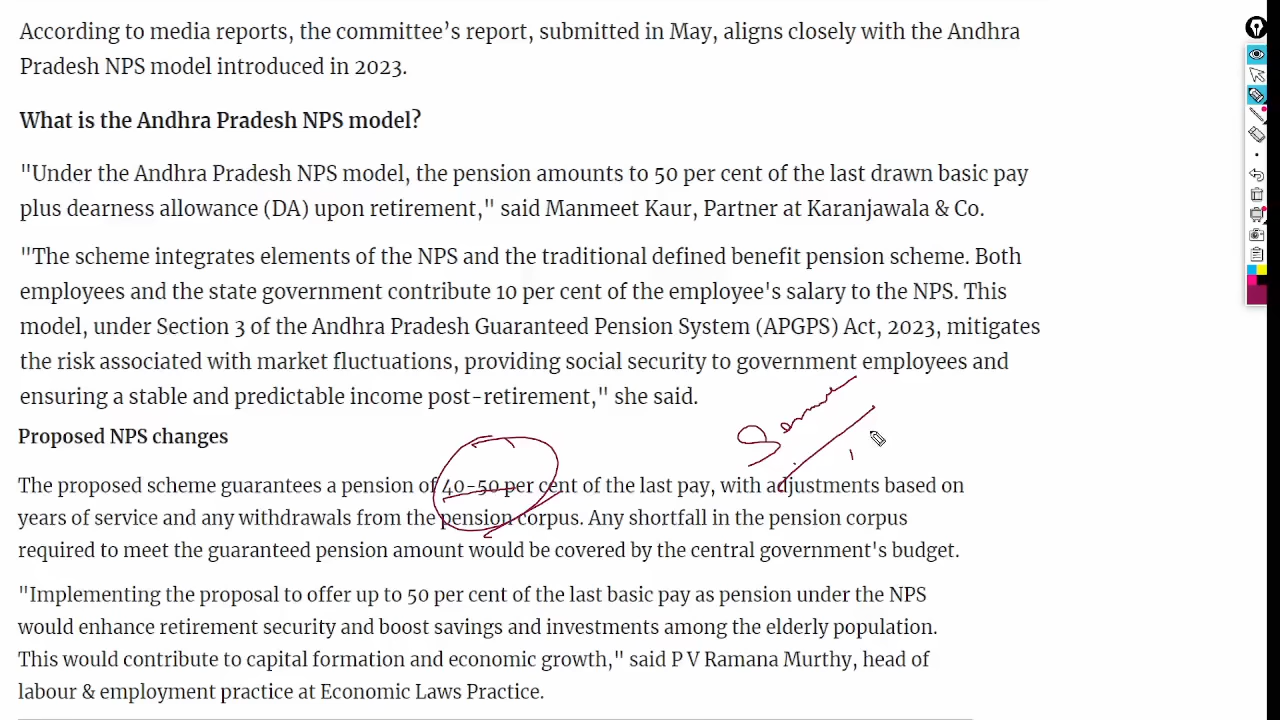 According to media reports, the committee’s report, submitted in May, aligns closely with the Andhra
Pradesh NPS model introduced in 2023.
What is the Andhra Pradesh NPS model?
"Under the Andhra Pradesh NPS model, the pension amounts to 50 per cent of the last drawn basic pay
plus dearness allowance (DA) upon retirement," said Manmeet Kaur, Partner at Karanjawala & Co.
"The scheme integrates elements of the NPS and the traditional defined benefit pension scheme. Both
employees and the state government contribute 10 per cent of the employee's salary to the NPS. This
model, under Section 3 of the Andhra Pradesh Guaranteed Pension System (APGPS) Act, 2023, mitigates
the risk associated with market fluctuations, providing social security to government employees and
ensuring a stable and predictable income post-retirement," she said.
Proposed NPS changes
The proposed scheme guarantees a pension of 40-50 per cent of the last pay, with adjustments based on
years of service and any withdrawals from the pension corpus. Any shortfall in the pension corpus
required to meet the guaranteed pension amount would be covered by the central government's budget.
"Implementing the proposal to offer up to 50 per cent of the last basic pay as pension under the NPS
would enhance retirement security and boost savings and investments among the elderly population.
This would contribute to capital formation and economic growth," said P V Ramana Murthy, head of
labour & employment practice at Economic Laws Practice.